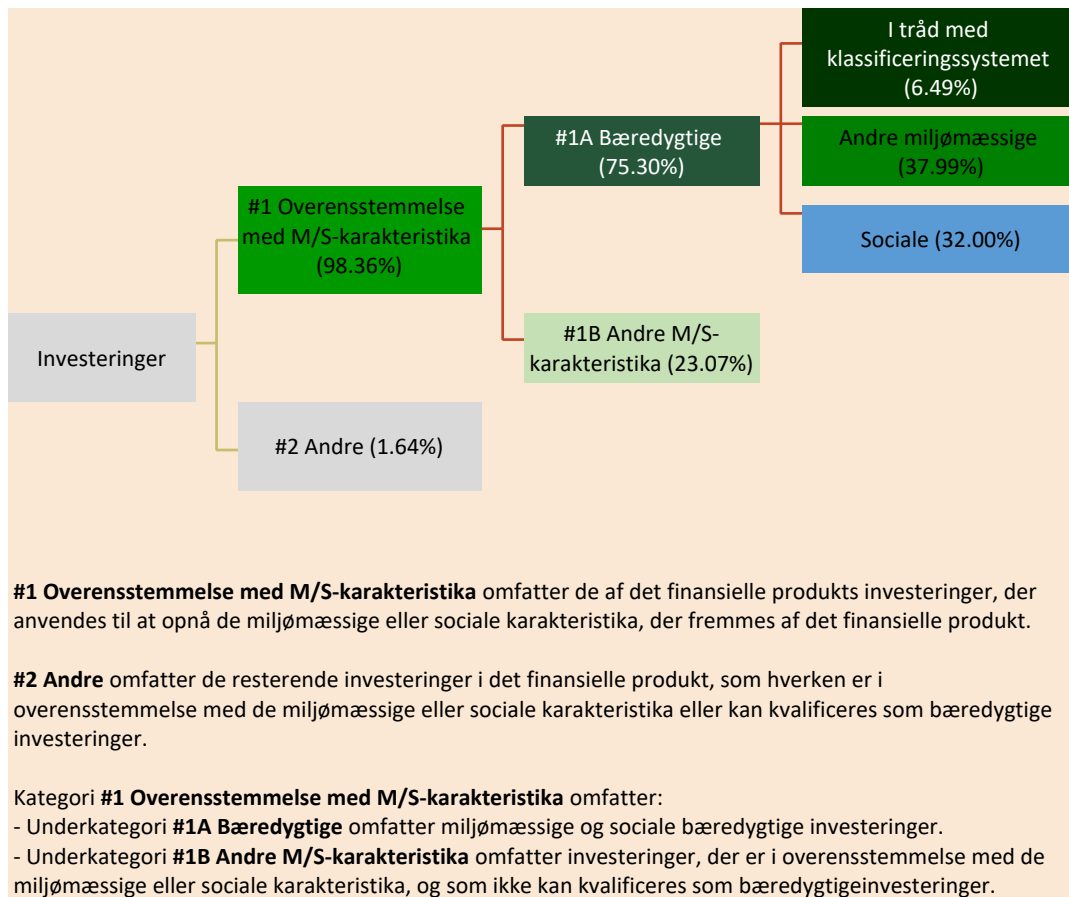 I tråd med
klassificeringssystemet
(6.49%)
#1A Bæredygtige
(75.30%)
Andre miljømæssige
(37.99%)
#1 Overensstemmelse
med M/S-karakteristika
(98.36%)
Sociale (32.00%)
Investeringer
#1B Andre M/S-
karakteristika (23.07%)
#2 Andre (1.64%)
#1 Overensstemmelse med M/S-karakteristika omfatter de af det finansielle produkts investeringer, der
anvendes til at opnå de miljømæssige eller sociale karakteristika, der fremmes af det finansielle produkt.
#2 Andre omfatter de resterende investeringer i det finansielle produkt, som hverken er i
overensstemmelse med de miljømæssige eller sociale karakteristika eller kan kvalificeres som bæredygtige
investeringer.
Kategori #1 Overensstemmelse med M/S-karakteristika omfatter:
- Underkategori #1A Bæredygtige omfatter miljømæssige og sociale bæredygtige investeringer.
- Underkategori #1B Andre M/S-karakteristika omfatter investeringer, der er i overensstemmelse med de
miljømæssige eller sociale karakteristika, og som ikke kan kvalificeres som bæredygtigeinvesteringer.